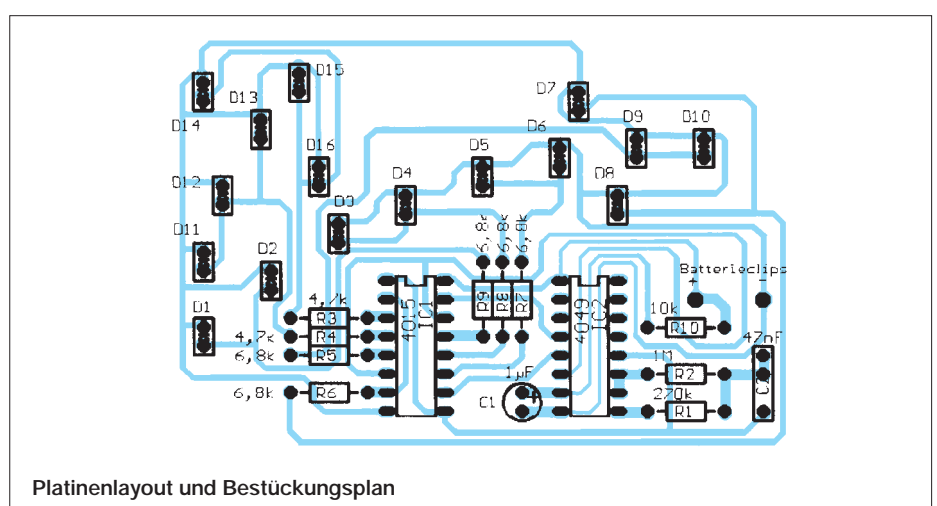 D15
D7
D13
D14
D9
D10
D6
D16
D5
D12
D4
D8
D3
D11
D2
6,8k
6,8k
6,8k
Batterieclips
+
-
4,7k
D1
R9
R8
R7
4015
IC1
4049
IC2
10k
R3
R10
4,7k
R4
47nF
6,8k
R5
1M
1µF
R2
C2
6,8k
R6
+
270k
C1
R1
Platinenlayout und Bestückungsplan